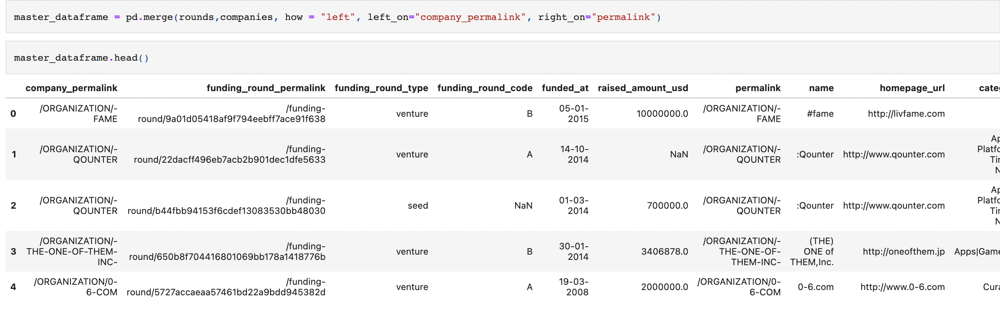 master_dataframe = pd.merge(rounds,companies, how = "left", left_on="company_permalink", right_on="permalink")
master_dataframe.head()
company_permalink funding_round_permalink funding_round_type funding_round_code funded_at raised_amount_usd permalink name homepage_url categ
/ORGANIZATION/- /funding- 05-01- /ORGANIZATION/-
0 venture B 10000000.0 #fame http://livfame.com
FAME round/9a01d05418af9f794eebff7ace91f638 2015 FAME
Ap
/ORGANIZATION/- /funding- 14-10- /ORGANIZATION/- Platfo
1 venture A NaN :Qounter http://www.qounter.com
QOUNTER round/22dacff496eb7acb2b901dec1dfe5633 2014 QOUNTER Tir
N
Ap
/ORGANIZATION/- /funding- 01-03- /ORGANIZATION/- Platfo
2 seed NaN 700000.0 :Qounter http://www.qounter.com
QOUNTER round/b44fbb94153f6cdef13083530bb48030 2014 QOUNTER Tir
N
/ORGANIZATION/- /funding- 30-01- /ORGANIZATION/- (THE)
3 THE-ONE-OF-THEM- venture B 3406878.0 THE-ONE-OF- ONE of http://oneofthem.jp Apps|Game
INC- round/650b8f704416801069bb178a1418776b 2014 THEM-INC- THEM,Inc.
/ORGANIZATION/0- /funding- 19-03- /ORGANIZATION/0-
4 venture A 2000000.0 0-6.com http://www.0-6.com Cura
6-COM round/5727accaeaa57461bd22a9bdd945382d 2008 6-COM